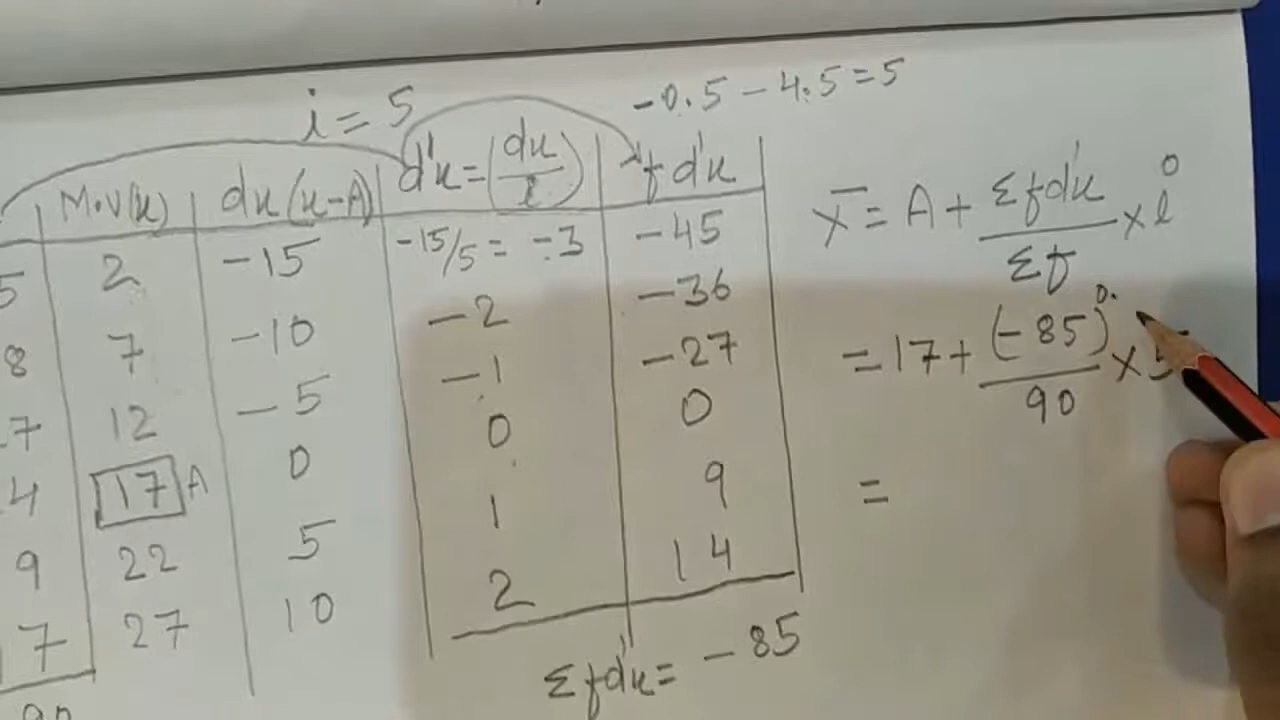 i = 5
-0.5 - 4.5 = 5
M.V(x) dx(x-A) d'x = (dx/i) fd'x
5 2 -15 -15/5 = -3 -45
8 7 -10 -2 -36
7 12 -5 -1 -27
4 17 A 0 0 0
9 22 5 1 9
7 27 10 2 14
90
Σfd'x = -85
X̄ = A + Σfd'x/Σf × i
= 17 + (-85)/90 × 5
0.
=